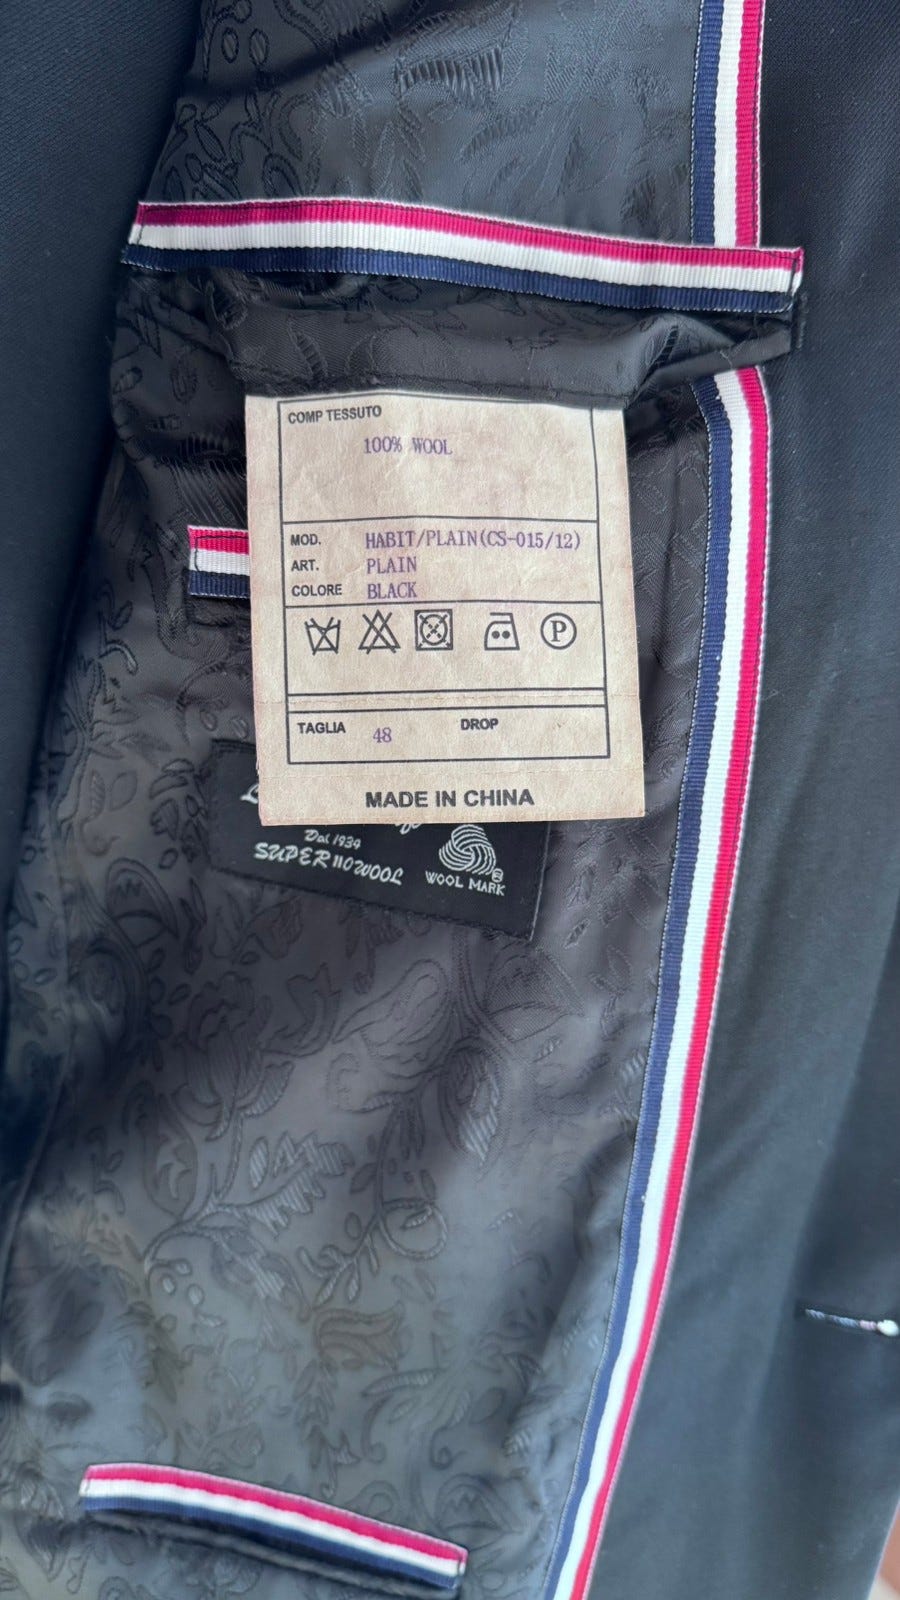 COMP TESSUTO
100% WOOL
MOD. HABIT/PLAIN(CS-015/12)
ART. PLAIN
COLORE BLACK
P
TAGLIA 48 DROP
MADE IN CHINA
Dal 1934
SUPER 110 WOOL
WOOL MARK